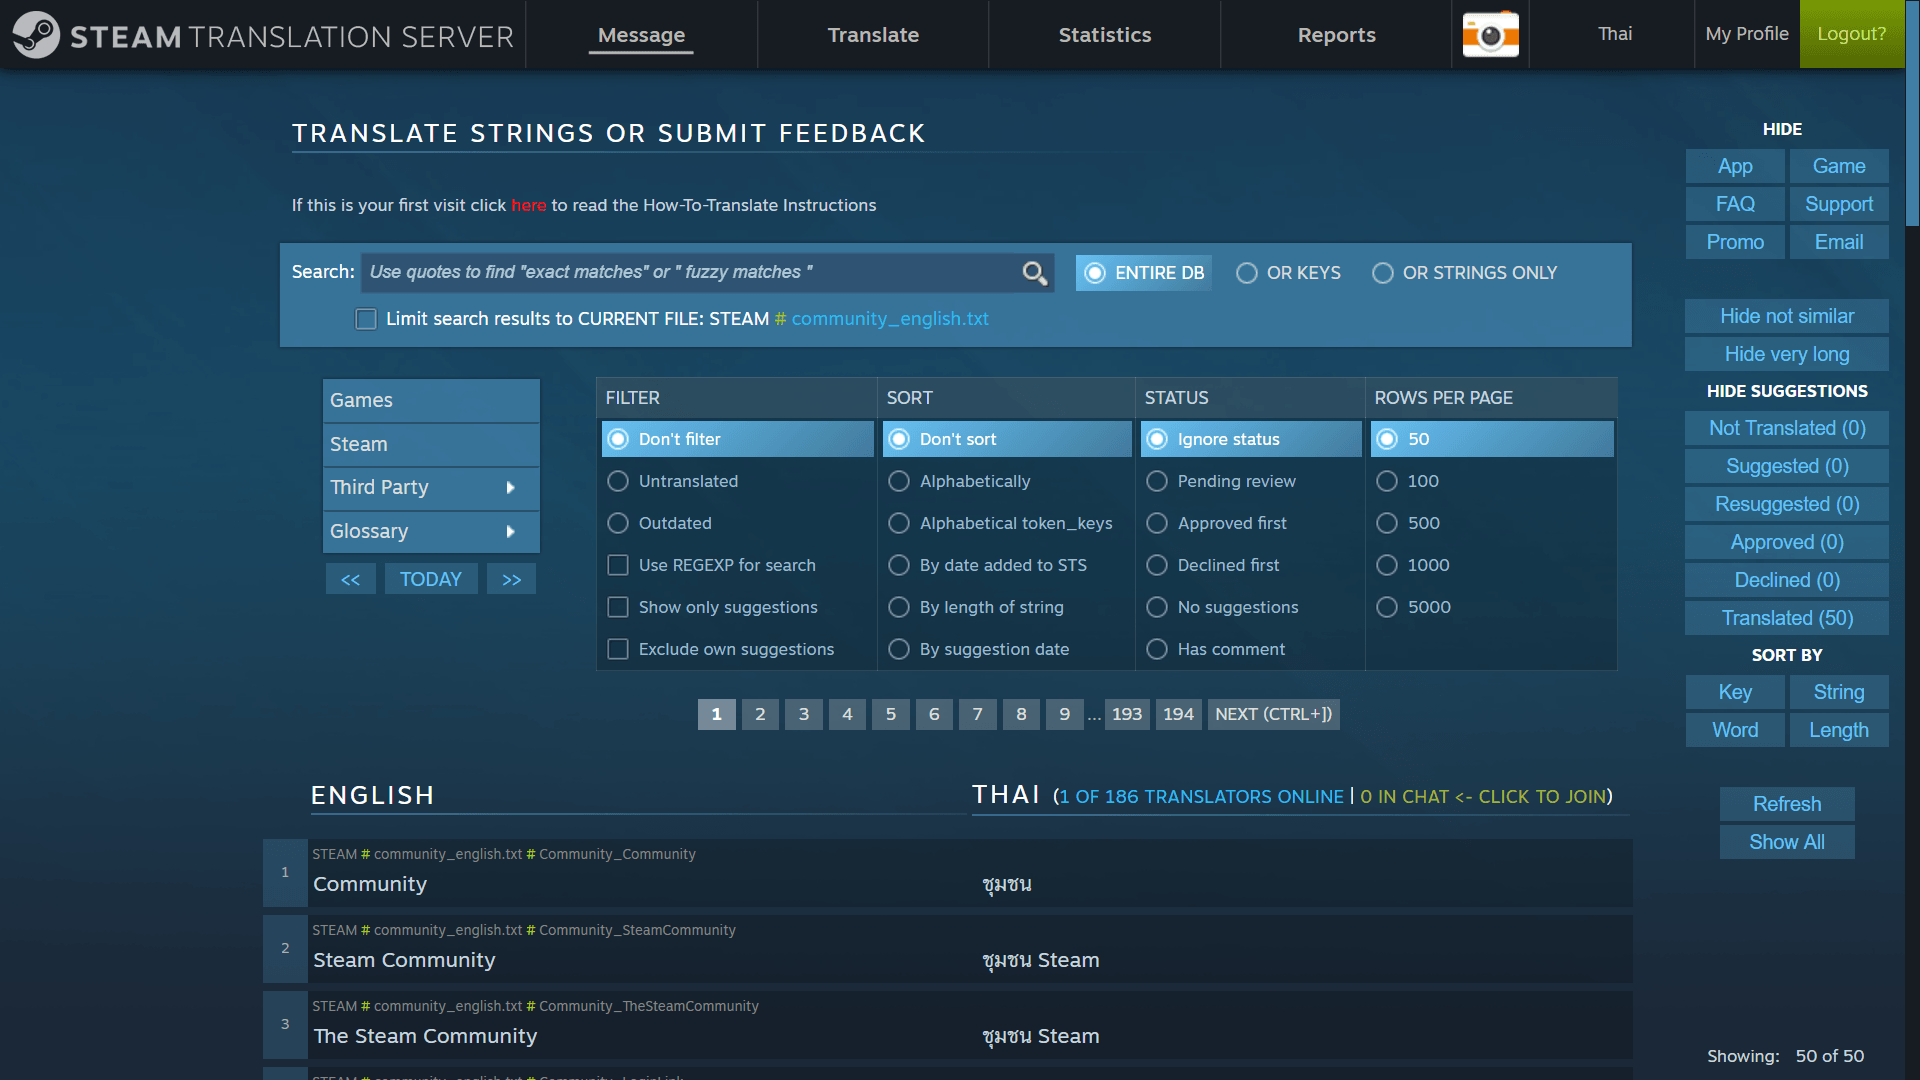 STEAM TRANSLATION SERVER
Message
Translate
Statistics
Reports
Thai
My Profile
Logout?
TRANSLATE STRINGS OR SUBMIT FEEDBACK
If this is your first visit click here to read the How-To-Translate Instructions
Search: Use quotes to find "exact matches" or " fuzzy matches "
ENTIRE DB
OR KEYS
OR STRINGS ONLY
Limit search results to CURRENT FILE: STEAM # community_english.txt
Games
Steam
Third Party
Glossary
<< TODAY >>
FILTER
Don't filter
Untranslated
Outdated
Use REGEXP for search
Show only suggestions
Exclude own suggestions
SORT
Don't sort
Alphabetically
Alphabetical token_keys
By date added to STS
By length of string
By suggestion date
STATUS
Ignore status
Pending review
Approved first
Declined first
No suggestions
Has comment
ROWS PER PAGE
50
100
500
1000
5000
1 2 3 4 5 6 7 8 9 ... 193 194 NEXT (CTRL+])
ENGLISH
THAI (1 OF 186 TRANSLATORS ONLINE | 0 IN CHAT <- CLICK TO JOIN)
1
STEAM # community_english.txt # Community_Community
Community
ชุมชน
2
STEAM # community_english.txt # Community_SteamCommunity
Steam Community
ชุมชน Steam
3
STEAM # community_english.txt # Community_TheSteamCommunity
The Steam Community
ชุมชน Steam
STEAM # community_english.txt # Community_LoginLink
HIDE
App Game
FAQ Support
Promo Email
Hide not similar
Hide very long
HIDE SUGGESTIONS
Not Translated (0)
Suggested (0)
Resuggested (0)
Approved (0)
Declined (0)
Translated (50)
SORT BY
Key String
Word Length
Refresh
Show All
Showing: 50 of 50